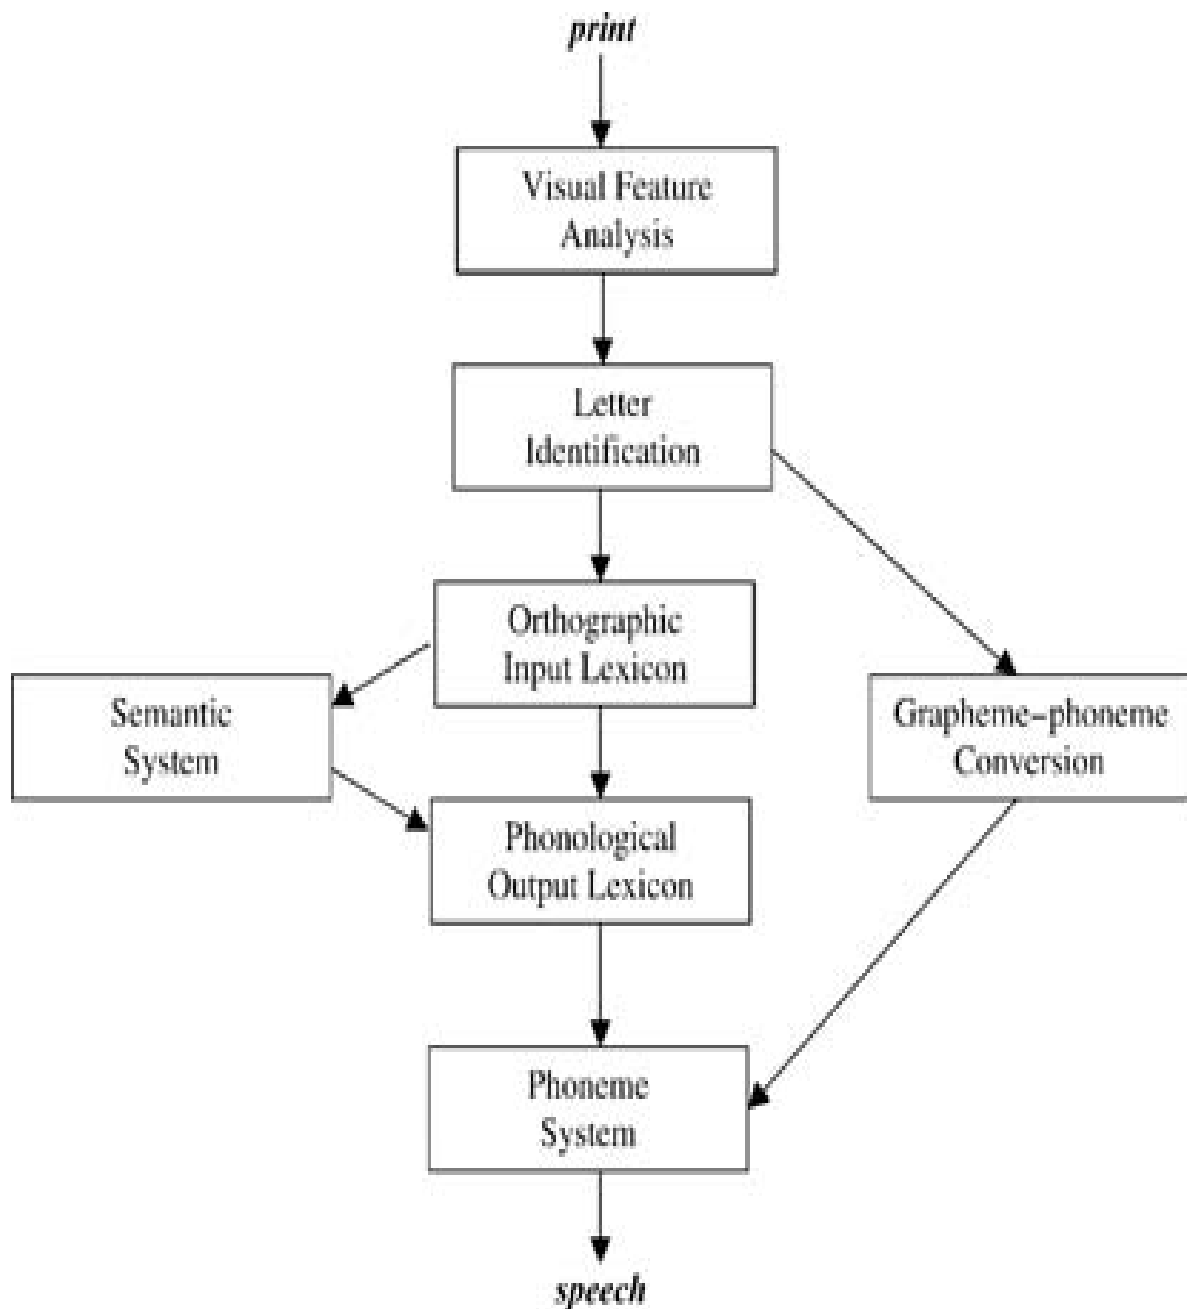 print
Visual Feature
Analysis
Letter
Identification
Orthographic
Input Lexicon
Semantic
System
Grapheme–phoneme
Conversion
Phonological
Output Lexicon
Phoneme
System
speech